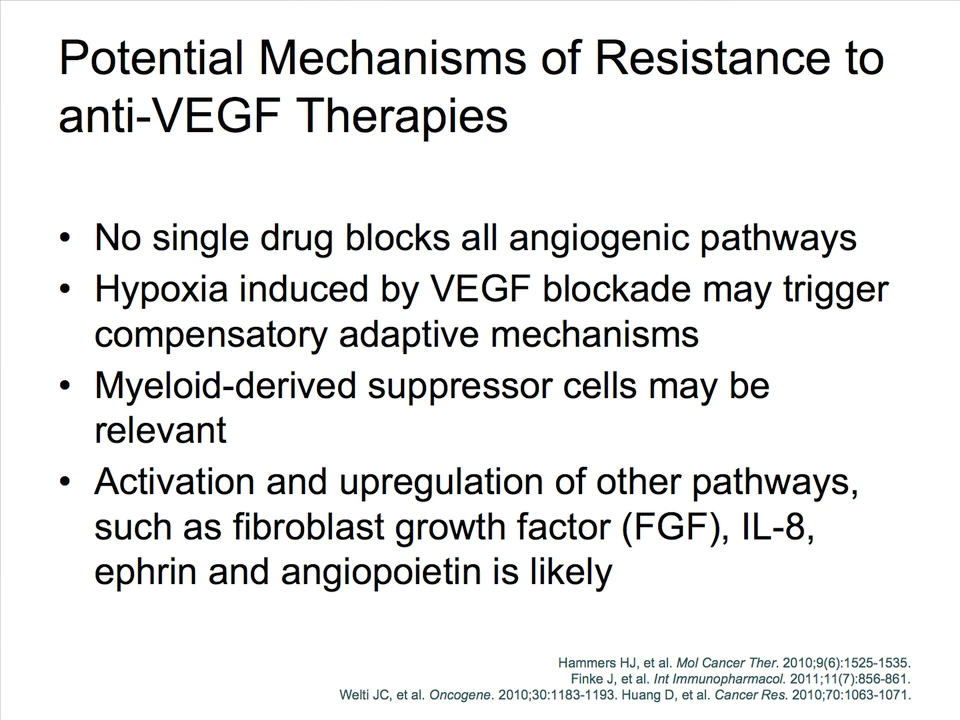 Potential Mechanisms of Resistance to
anti-VEGF Therapies
• No single drug blocks all angiogenic pathways
• Hypoxia induced by VEGF blockade may trigger
compensatory adaptive mechanisms
• Myeloid-derived suppressor cells may be
relevant
• Activation and upregulation of other pathways,
such as fibroblast growth factor (FGF), IL-8,
ephrin and angiopoietin is likely
Hammers HJ, et al. Mol Cancer Ther. 2010;9(6):1525-1535.
Finke J, et al. Int Immunopharmacol. 2011;11(7):856-861.
Welti JC, et al. Oncogene. 2010;30:1183-1193. Huang D, et al. Cancer Res. 2010;70:1063-1071.